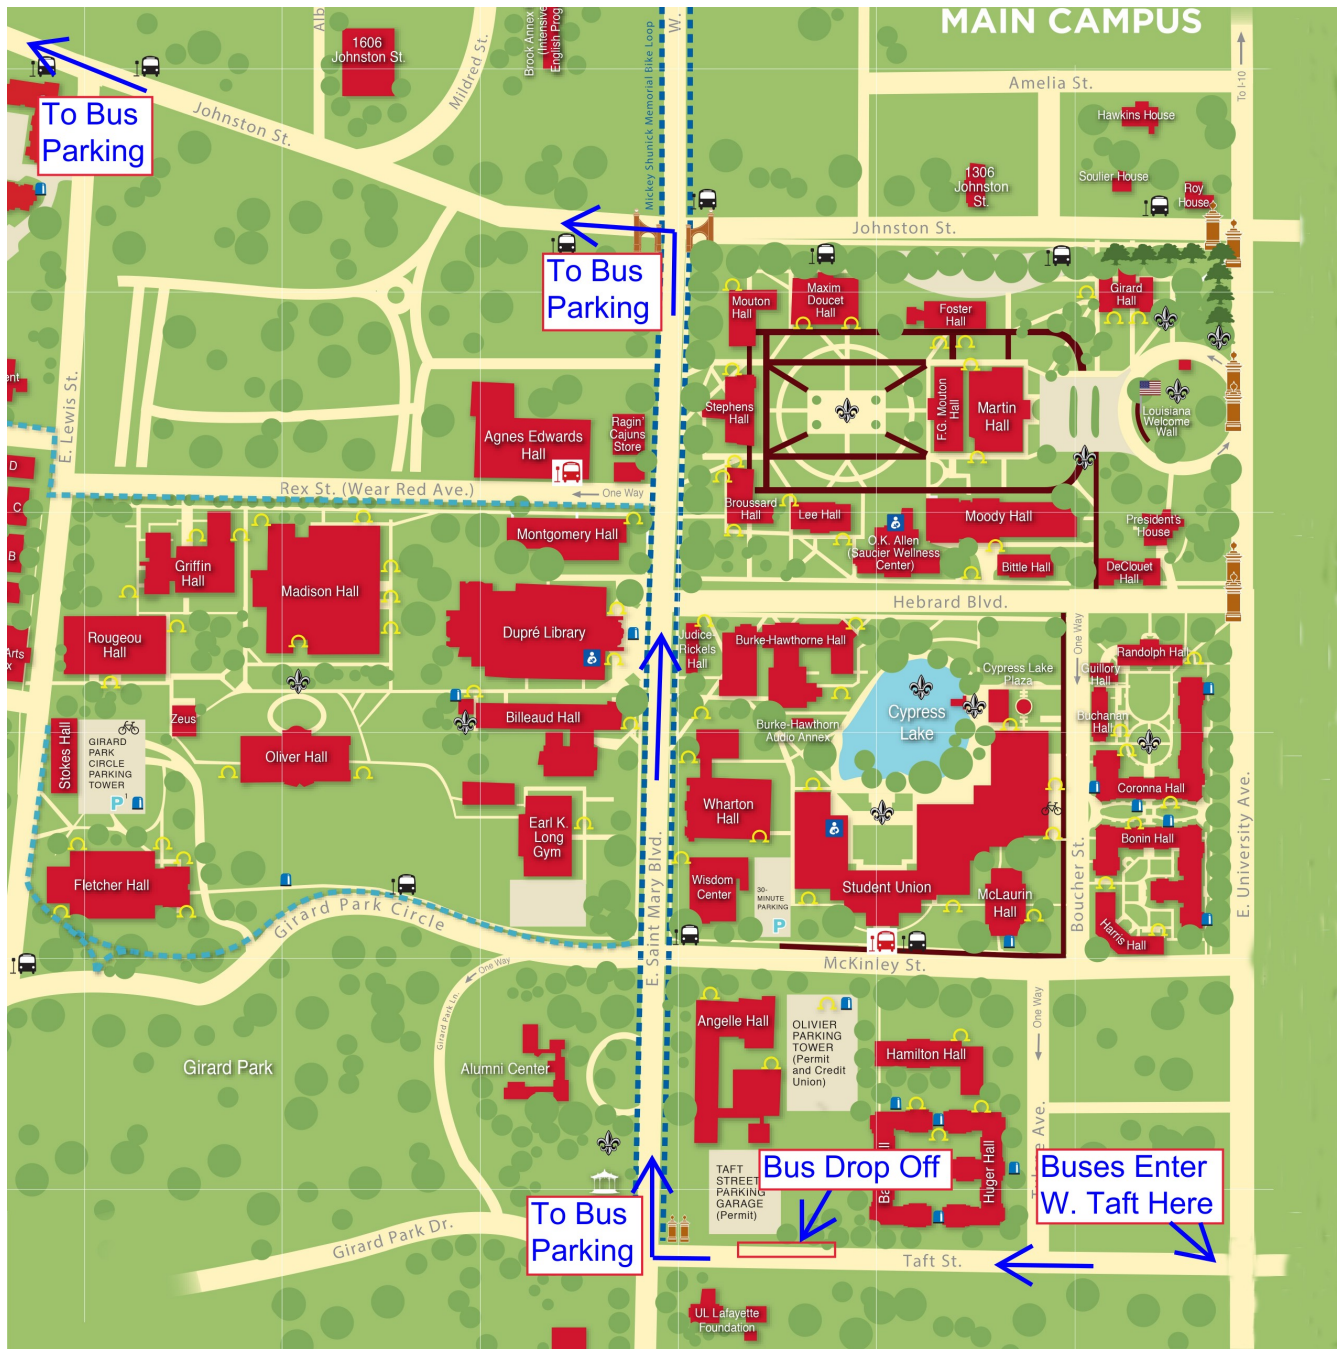 MAIN CAMPUS
To I-10
Alb
1606
Johnston St.
Mildred St.
Brook Annex
(Intensive
English Prog
W.
Mickey Shunick Memorial Bike Loop
Amelia St.
Hawkins House
To Bus
Parking
Johnston St.
1306
Johnston
St.
Soulier House
Roy
House
Johnston St.
To Bus
Parking
Mouton
Hall
Maxim
Doucet
Hall
Foster
Hall
Girard
Hall
ent
E. Lewis St.
Agnes Edwards
Hall
Ragin'
Cajuns
Store
Stephens
Hall
F.G. Mouton
Hall
Martin
Hall
Louisiana
Welcome
Wall
D
C
B
Arts
x
Rex St. (Wear Red Ave.)
One Way
Griffin
Hall
Madison Hall
Montgomery Hall
Broussard
Hall
Lee Hall
O.K. Allen
(Saucier Wellness
Center)
Moody Hall
Bittle Hall
President's
House
DeClouet
Hall
Hebrard Blvd.
Rougeou
Hall
Dupré Library
Judice-
Rickels
Hall
Burke-Hawthorne Hall
Cypress Lake
Plaza
One Way
Randolph Hall
Guillory
Hall
Buchanan
Hall
Stokes Hall
Zeus
GIRARD
PARK
CIRCLE
PARKING
TOWER
P 1
Oliver Hall
Billeaud Hall
Burke-Hawthorn
Audio Annex
Cypress
Lake
Coronna Hall
Earl K.
Long
Gym
Wharton
Hall
Bonin Hall
Fletcher Hall
E. Saint Mary Blvd.
Wisdom
Center
30-
MINUTE
PARKING
P
Student Union
McLaurin
Hall
Boucher St.
Harris Hall
E. University Ave.
Girard Park Circle
McKinley St.
One Way
Girard Park Ln.
Girard Park
Alumni Center
Angelle Hall
OLIVIER
PARKING
TOWER
(Permit
and Credit
Union)
Hamilton Hall
One Way
Ave.
TAFT
STREET
PARKING
GARAGE
(Permit)
Bus Drop Off
Ba
ll
Huger Hall
Buses Enter
W. Taft Here
To Bus
Parking
Girard Park Dr.
Taft St.
UL Lafayette
Foundation